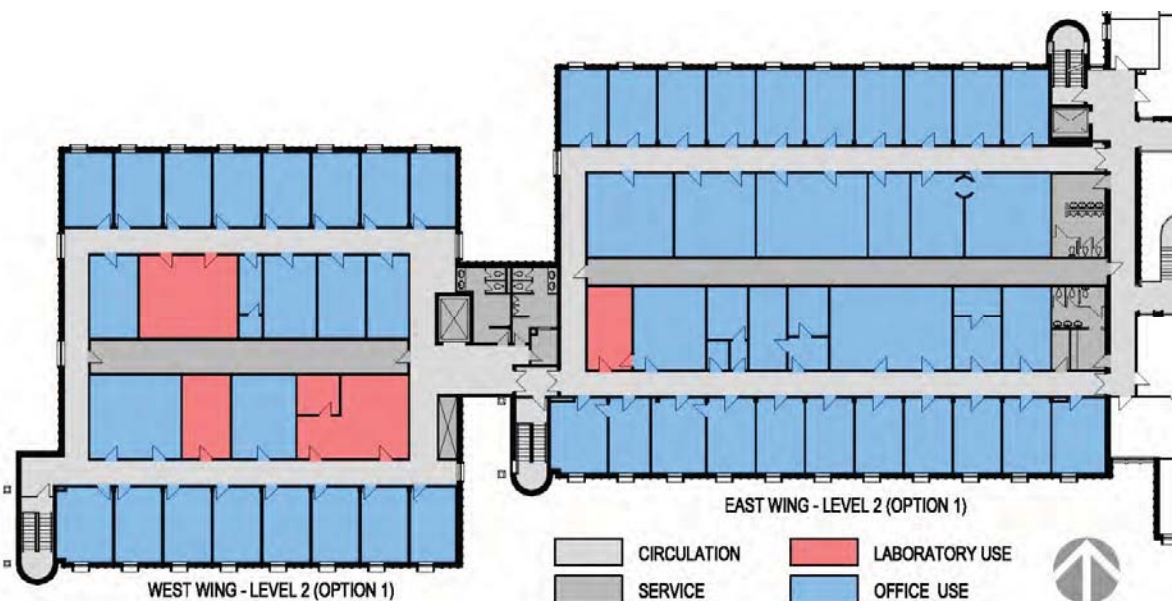 EAST WING - LEVEL 2 (OPTION 1)
WEST WING - LEVEL 2 (OPTION 1)
CIRCULATION
LABORATORY USE
SERVICE
OFFICE USE